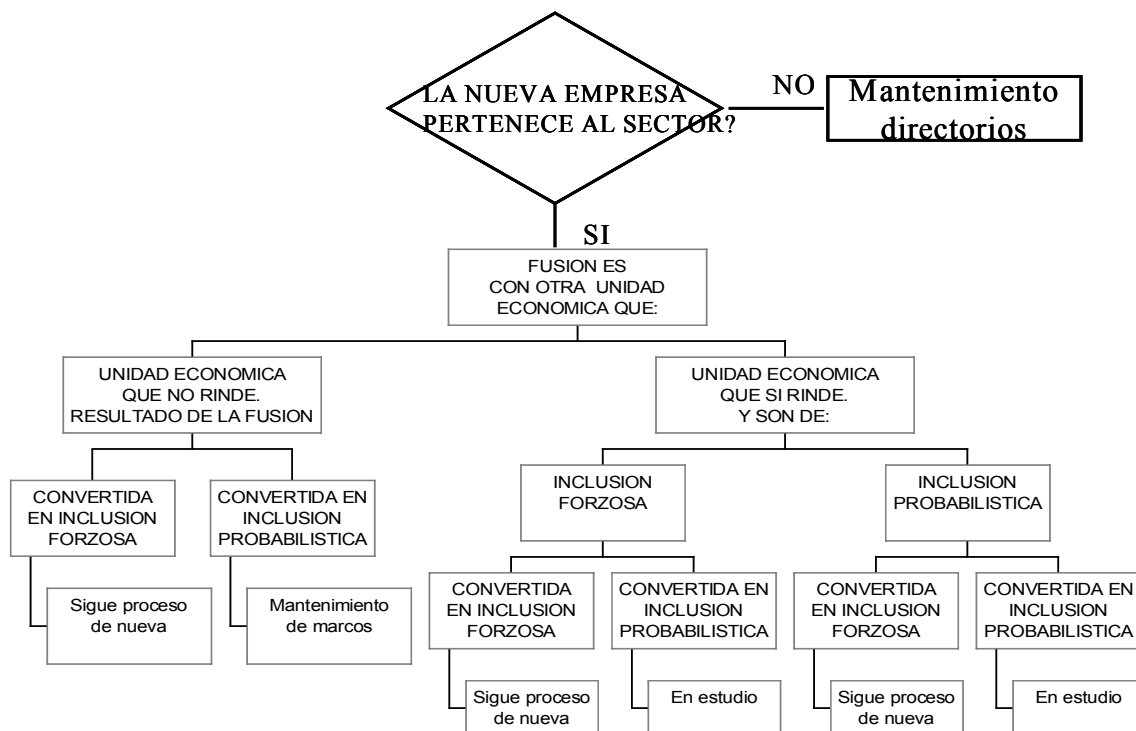 LA NUEVA EMPRESA
PERTENECE AL SECTOR?
NO
Mantenimiento
directorios
SI
FUSION ES
CON OTRA UNIDAD
ECONOMICA QUE:
UNIDAD ECONOMICA
QUE NO RINDE.
RESULTADO DE LA FUSION
UNIDAD ECONOMICA
QUE SI RINDE.
Y SON DE:
CONVERTIDA
EN INCLUSION
FORZOSA
CONVERTIDA EN
INCLUSION
PROBABILISTICA
INCLUSION
FORZOSA
INCLUSION
PROBABILISTICA
Sigue proceso
de nueva
Mantenimiento
de marcos
CONVERTIDA
EN INCLUSION
FORZOSA
CONVERTIDA EN
INCLUSION
PROBABILISTICA
CONVERTIDA
EN INCLUSION
FORZOSA
CONVERTIDA EN
INCLUSION
PROBABILISTICA
Sigue proceso
de nueva
En estudio
Sigue proceso
de nueva
En estudio